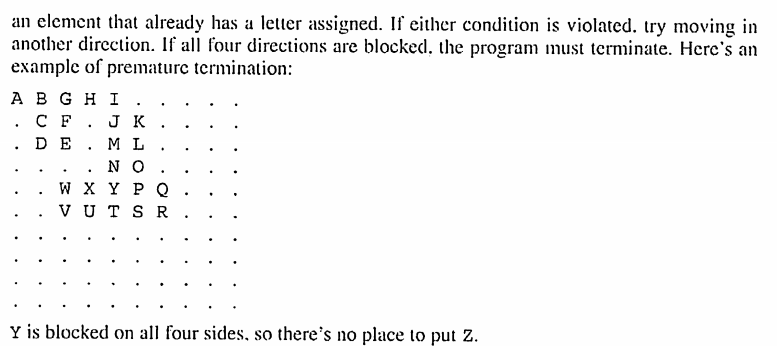 an element that already has a letter assigned. If either condition is violated, try moving in
another direction. If all four directions are blocked, the program must terminate. Here's an
example of premature termination:
A B G H I . . . . .
. C F . J K . . . .
. D E . M L . . . .
. . . . N O . . . .
. . W X Y P Q . . .
. . V U T S R . . .
. . . . . . . . . .
. . . . . . . . . .
. . . . . . . . . .
. . . . . . . . . .
Y is blocked on all four sides, so there's no place to put Z.